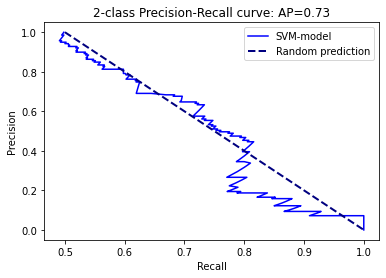 2-class Precision-Recall curve: AP=0.73
SVM-model
Random prediction
Precision
1.0
0.8
0.6
0.4
0.2
0.0
0.5
0.6
0.7
0.8
0.9
1.0
Recall